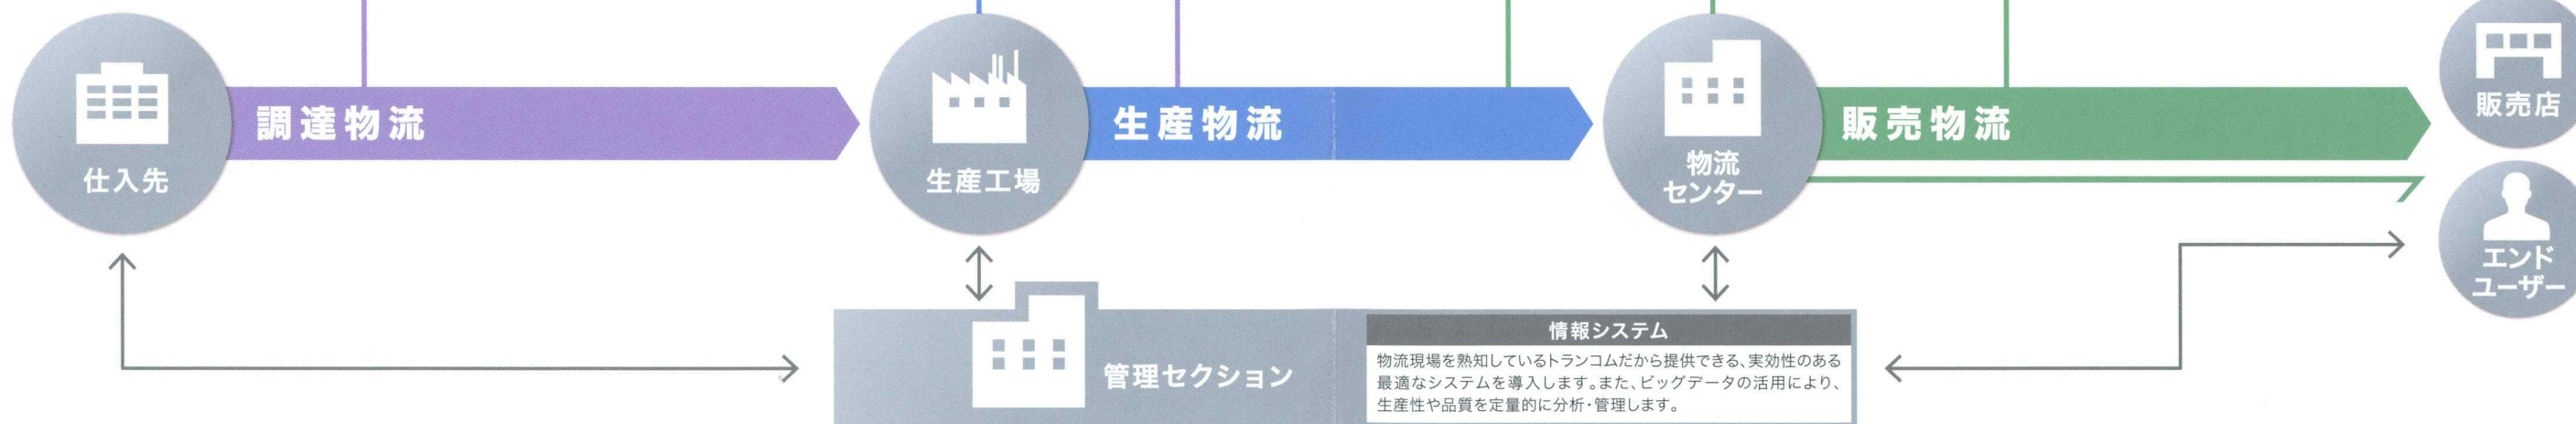 仕入先
調達物流
生産工場
生産物流
物流
センター
販売物流
販売店
エンド
ユーザー
管理セクション
情報システム
物流現場を熟知しているトランコムだから提供できる、実効性のある
最適なシステムを導入します。また、ビッグデータの活用により、
生産性や品質を定量的に分析・管理します。